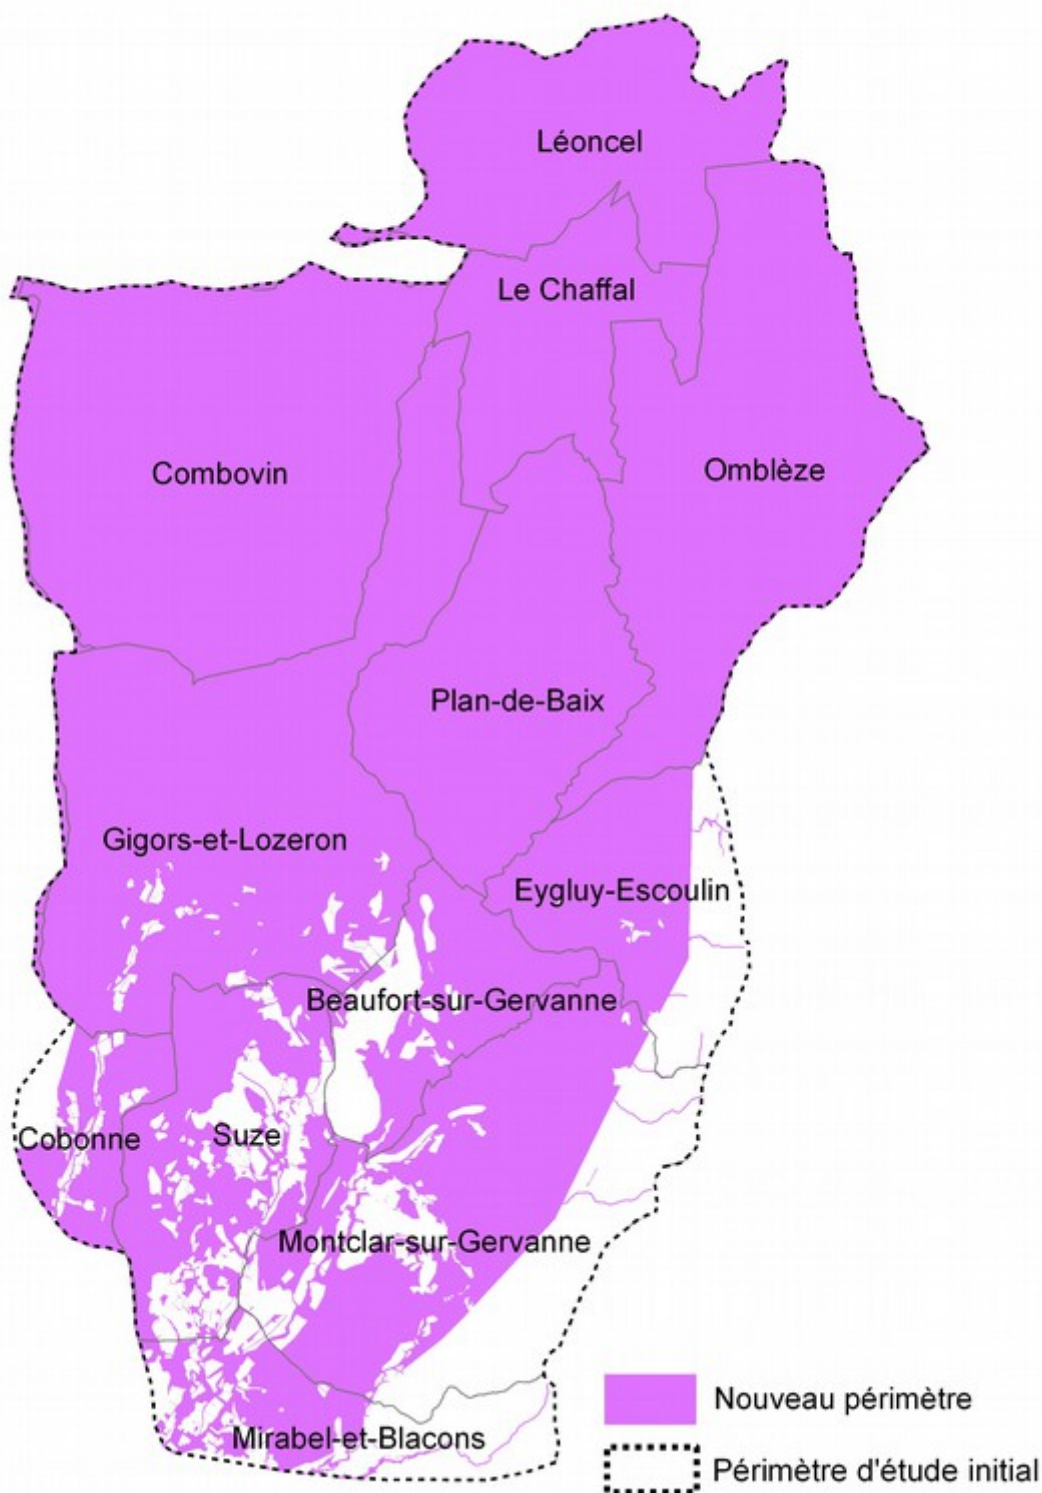 Léoncel
Le Chaffal
Combovin
Omblèze
Plan-de-Baix
Gigors-et-Lozeron
Eygluy-Escoulin
Beaufort-sur-Gervanne
Cobonne
Suze
Montclar-sur-Gervanne
Mirabel-et-Blacons
Nouveau périmètre
Périmètre d'étude initial